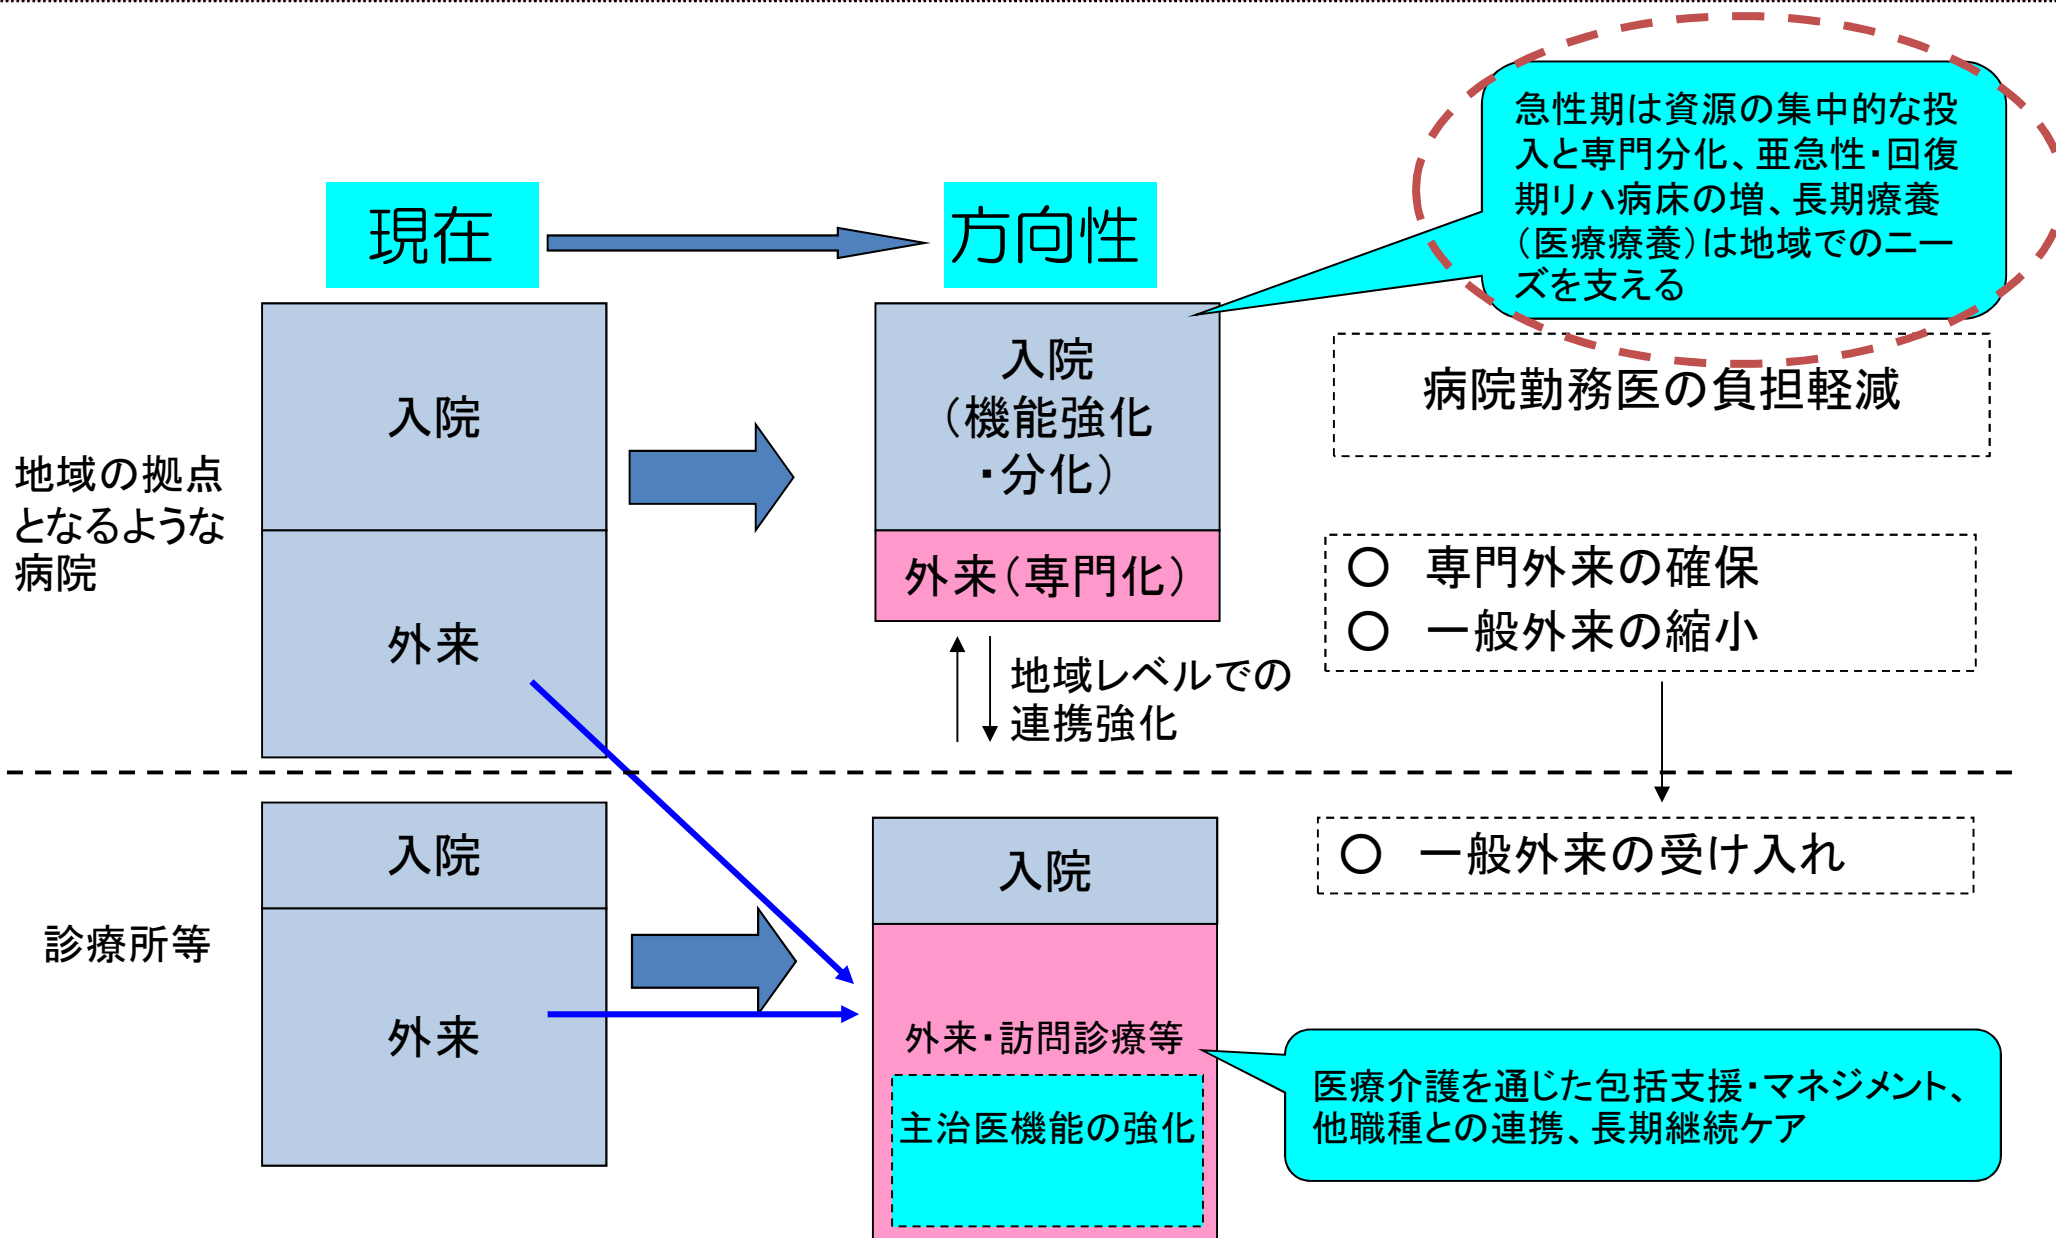 急性期は資源の集中的な投
入と専門分化、亜急性・回復
期リハ病床の増、長期療養
（医療療養）は地域でのニー
ズを支える
現在
方向性
地域の拠点
となるような
病院
入院
外来
入院
（機能強化
・分化）
外来（専門化）
病院勤務医の負担軽減
○　専門外来の確保
○　一般外来の縮小
地域レベルでの
連携強化
診療所等
入院
外来
入院
外来・訪問診療等
主治医機能の強化
○　一般外来の受け入れ
医療介護を通じた包括支援・マネジメント、
他職種との連携、長期継続ケア